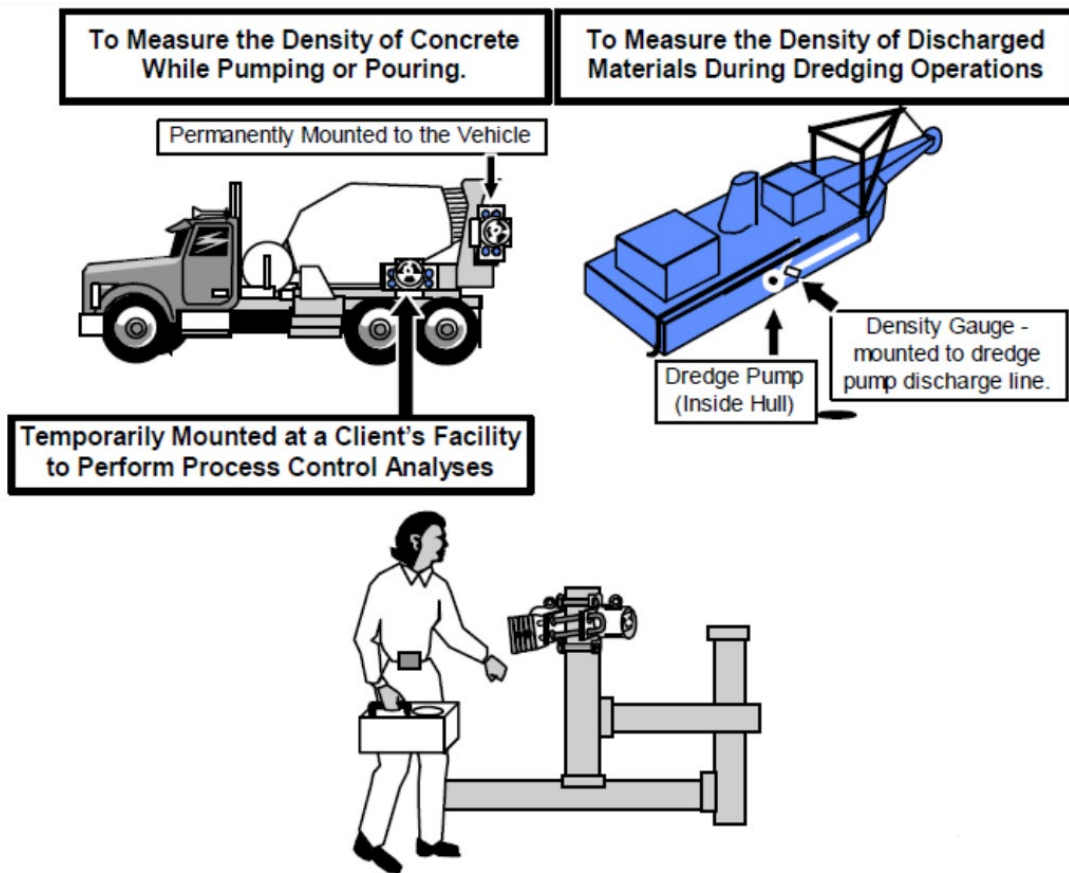 To Measure the Density of Concrete
While Pumping or Pouring.
To Measure the Density of Discharged
Materials During Dredging Operations
Permanently Mounted to the Vehicle
Density Gauge -
mounted to dredge
pump discharge line.
Dredge Pump
(Inside Hull)
Temporarily Mounted at a Client's Facility
to Perform Process Control Analyses